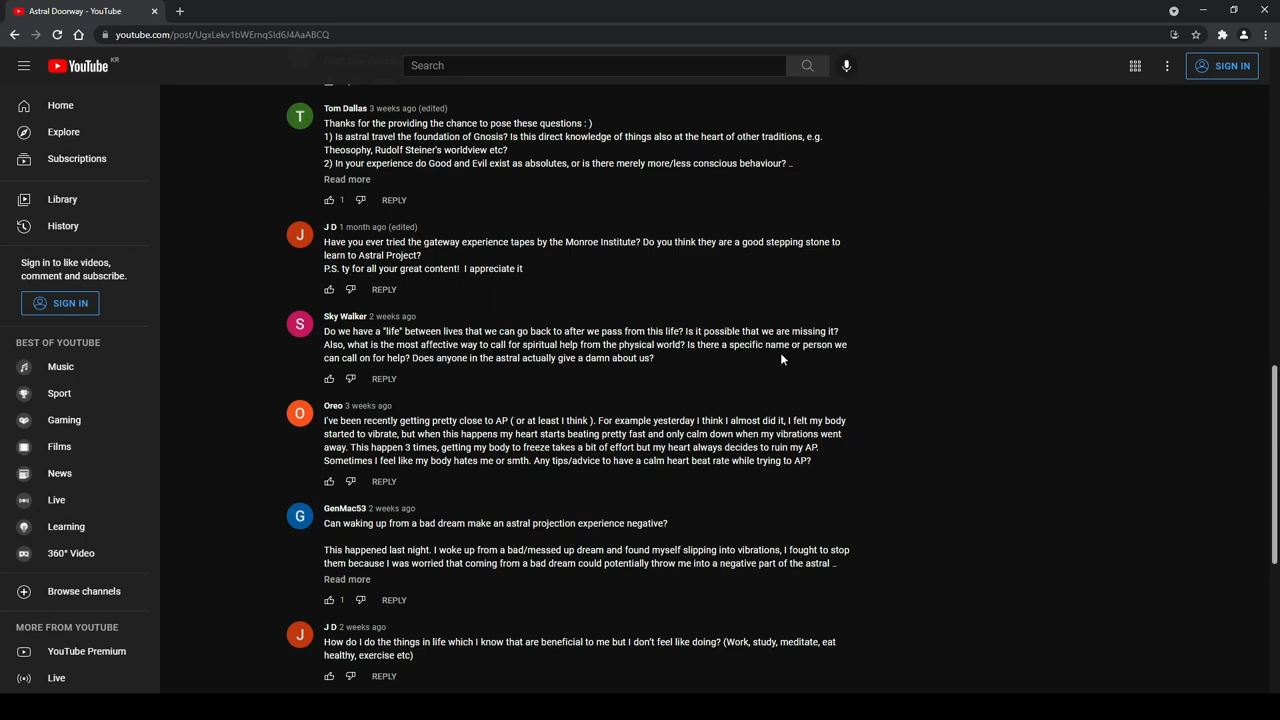 Astral Doorway - YouTube
youtube.com/post/UgxLekv1bWEmqSId6J4AaABCQ
YouTube KR
Search
SIGN IN
Home
Explore
Subscriptions
Library
History
Sign in to like videos,
comment and subscribe.
SIGN IN
BEST OF YOUTUBE
Music
Sport
Gaming
Films
News
Live
Learning
360° Video
Browse channels
MORE FROM YOUTUBE
YouTube Premium
Live
T
Tom Dallas 3 weeks ago (edited)
Thanks for the providing the chance to pose these questions : )
1) Is astral travel the foundation of Gnosis? Is this direct knowledge of things also at the heart of other traditions, e.g.
Theosophy, Rudolf Steiner's worldview etc?
2) In your experience do Good and Evil exist as absolutes, or is there merely more/less conscious behaviour? ..
Read more
1 REPLY
J
J D 1 month ago (edited)
Have you ever tried the gateway experience tapes by the Monroe Institute? Do you think they are a good stepping stone to
learn to Astral Project?
P.S. ty for all your great content! I appreciate it
REPLY
S
Sky Walker 2 weeks ago
Do we have a "life" between lives that we can go back to after we pass from this life? Is it possible that we are missing it?
Also, what is the most affective way to call for spiritual help from the physical world? Is there a specific name or person we
can call on for help? Does anyone in the astral actually give a damn about us?
REPLY
O
Oreo 3 weeks ago
I've been recently getting pretty close to AP ( or at least I think ). For example yesterday I think I almost did it, I felt my body
started to vibrate, but when this happens my heart starts beating pretty fast and only calm down when my vibrations went
away. This happen 3 times, getting my body to freeze takes a bit of effort but my heart always decides to ruin my AP.
Sometimes I feel like my body hates me or smth. Any tips/advice to have a calm heart beat rate while trying to AP?
REPLY
G
GenMac53 2 weeks ago
Can waking up from a bad dream make an astral projection experience negative?
This happened last night. I woke up from a bad/messed up dream and found myself slipping into vibrations, I fought to stop
them because I was worried that coming from a bad dream could potentially throw me into a negative part of the astral ..
Read more
1 REPLY
J
J D 2 weeks ago
How do I do the things in life which I know that are beneficial to me but I don't feel like doing? (Work, study, meditate, eat
healthy, exercise etc)
REPLY